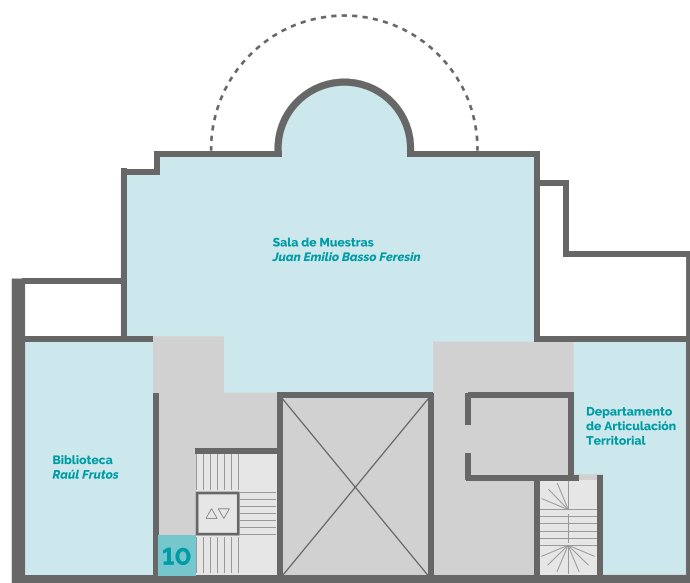 Sala de Muestras
Juan Emilio Basso Feresin
Departamento
de Articulación
Territorial
Biblioteca
Raúl Frutos
10